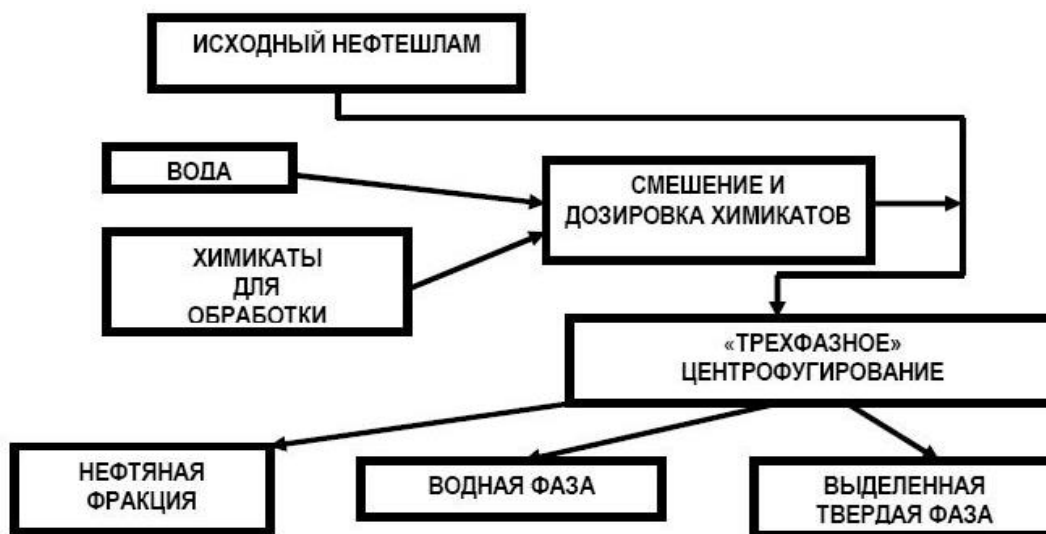 ИСХОДНЫЙ НЕФТЕШЛАМ
ВОДА
СМЕШЕНИЕ И
ДОЗИРОВКА ХИМИКАТОВ
ХИМИКАТЫ
ДЛЯ
ОБРАБОТКИ
«ТРЕХФАЗНОЕ»
ЦЕНТРОФУГИРОВАНИЕ
НЕФТЯНАЯ
ФРАКЦИЯ
ВОДНАЯ ФАЗА
ВЫДЕЛЕННАЯ
ТВЕРДАЯ ФАЗА